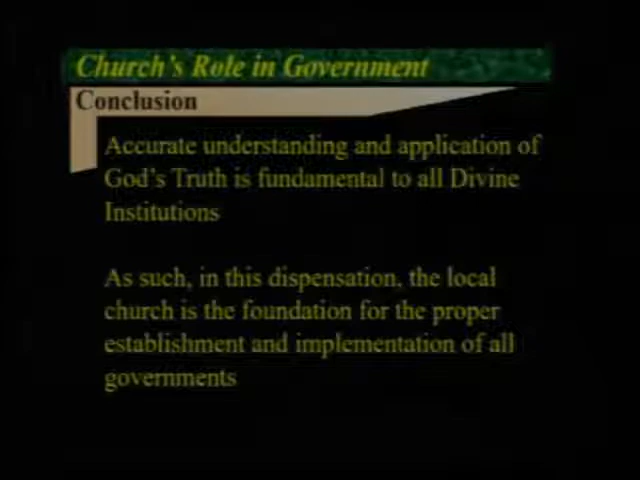 Church's Role in Government
Conclusion
Accurate understanding and application of
God's Truth is fundamental to all Divine
Institutions
As such, in this dispensation, the local
church is the foundation for the proper
establishment and implementation of all
governments